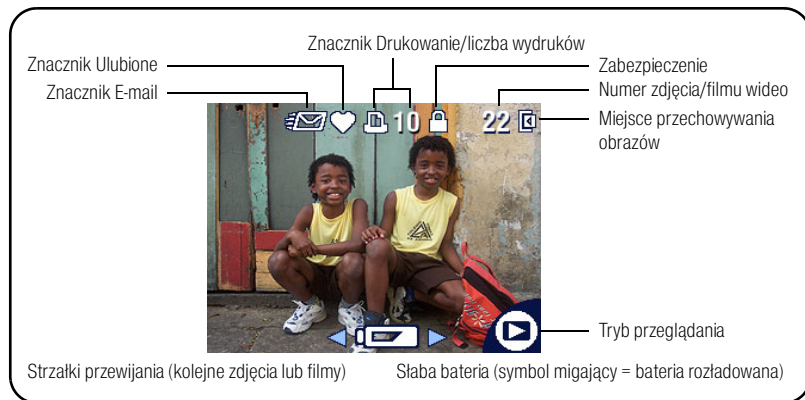 Znacznik Drukowanie/liczba wydruków
Znacznik Ulubione
Zabezpieczenie
Znacznik E-mail
Numer zdjęcia/filmu wideo
10
22
Miejsce przechowywania
obrazów
Tryb przeglądania
Strzałki przewijania (kolejne zdjęcia lub filmy)
Słaba bateria (symbol migający = bateria rozładowana)